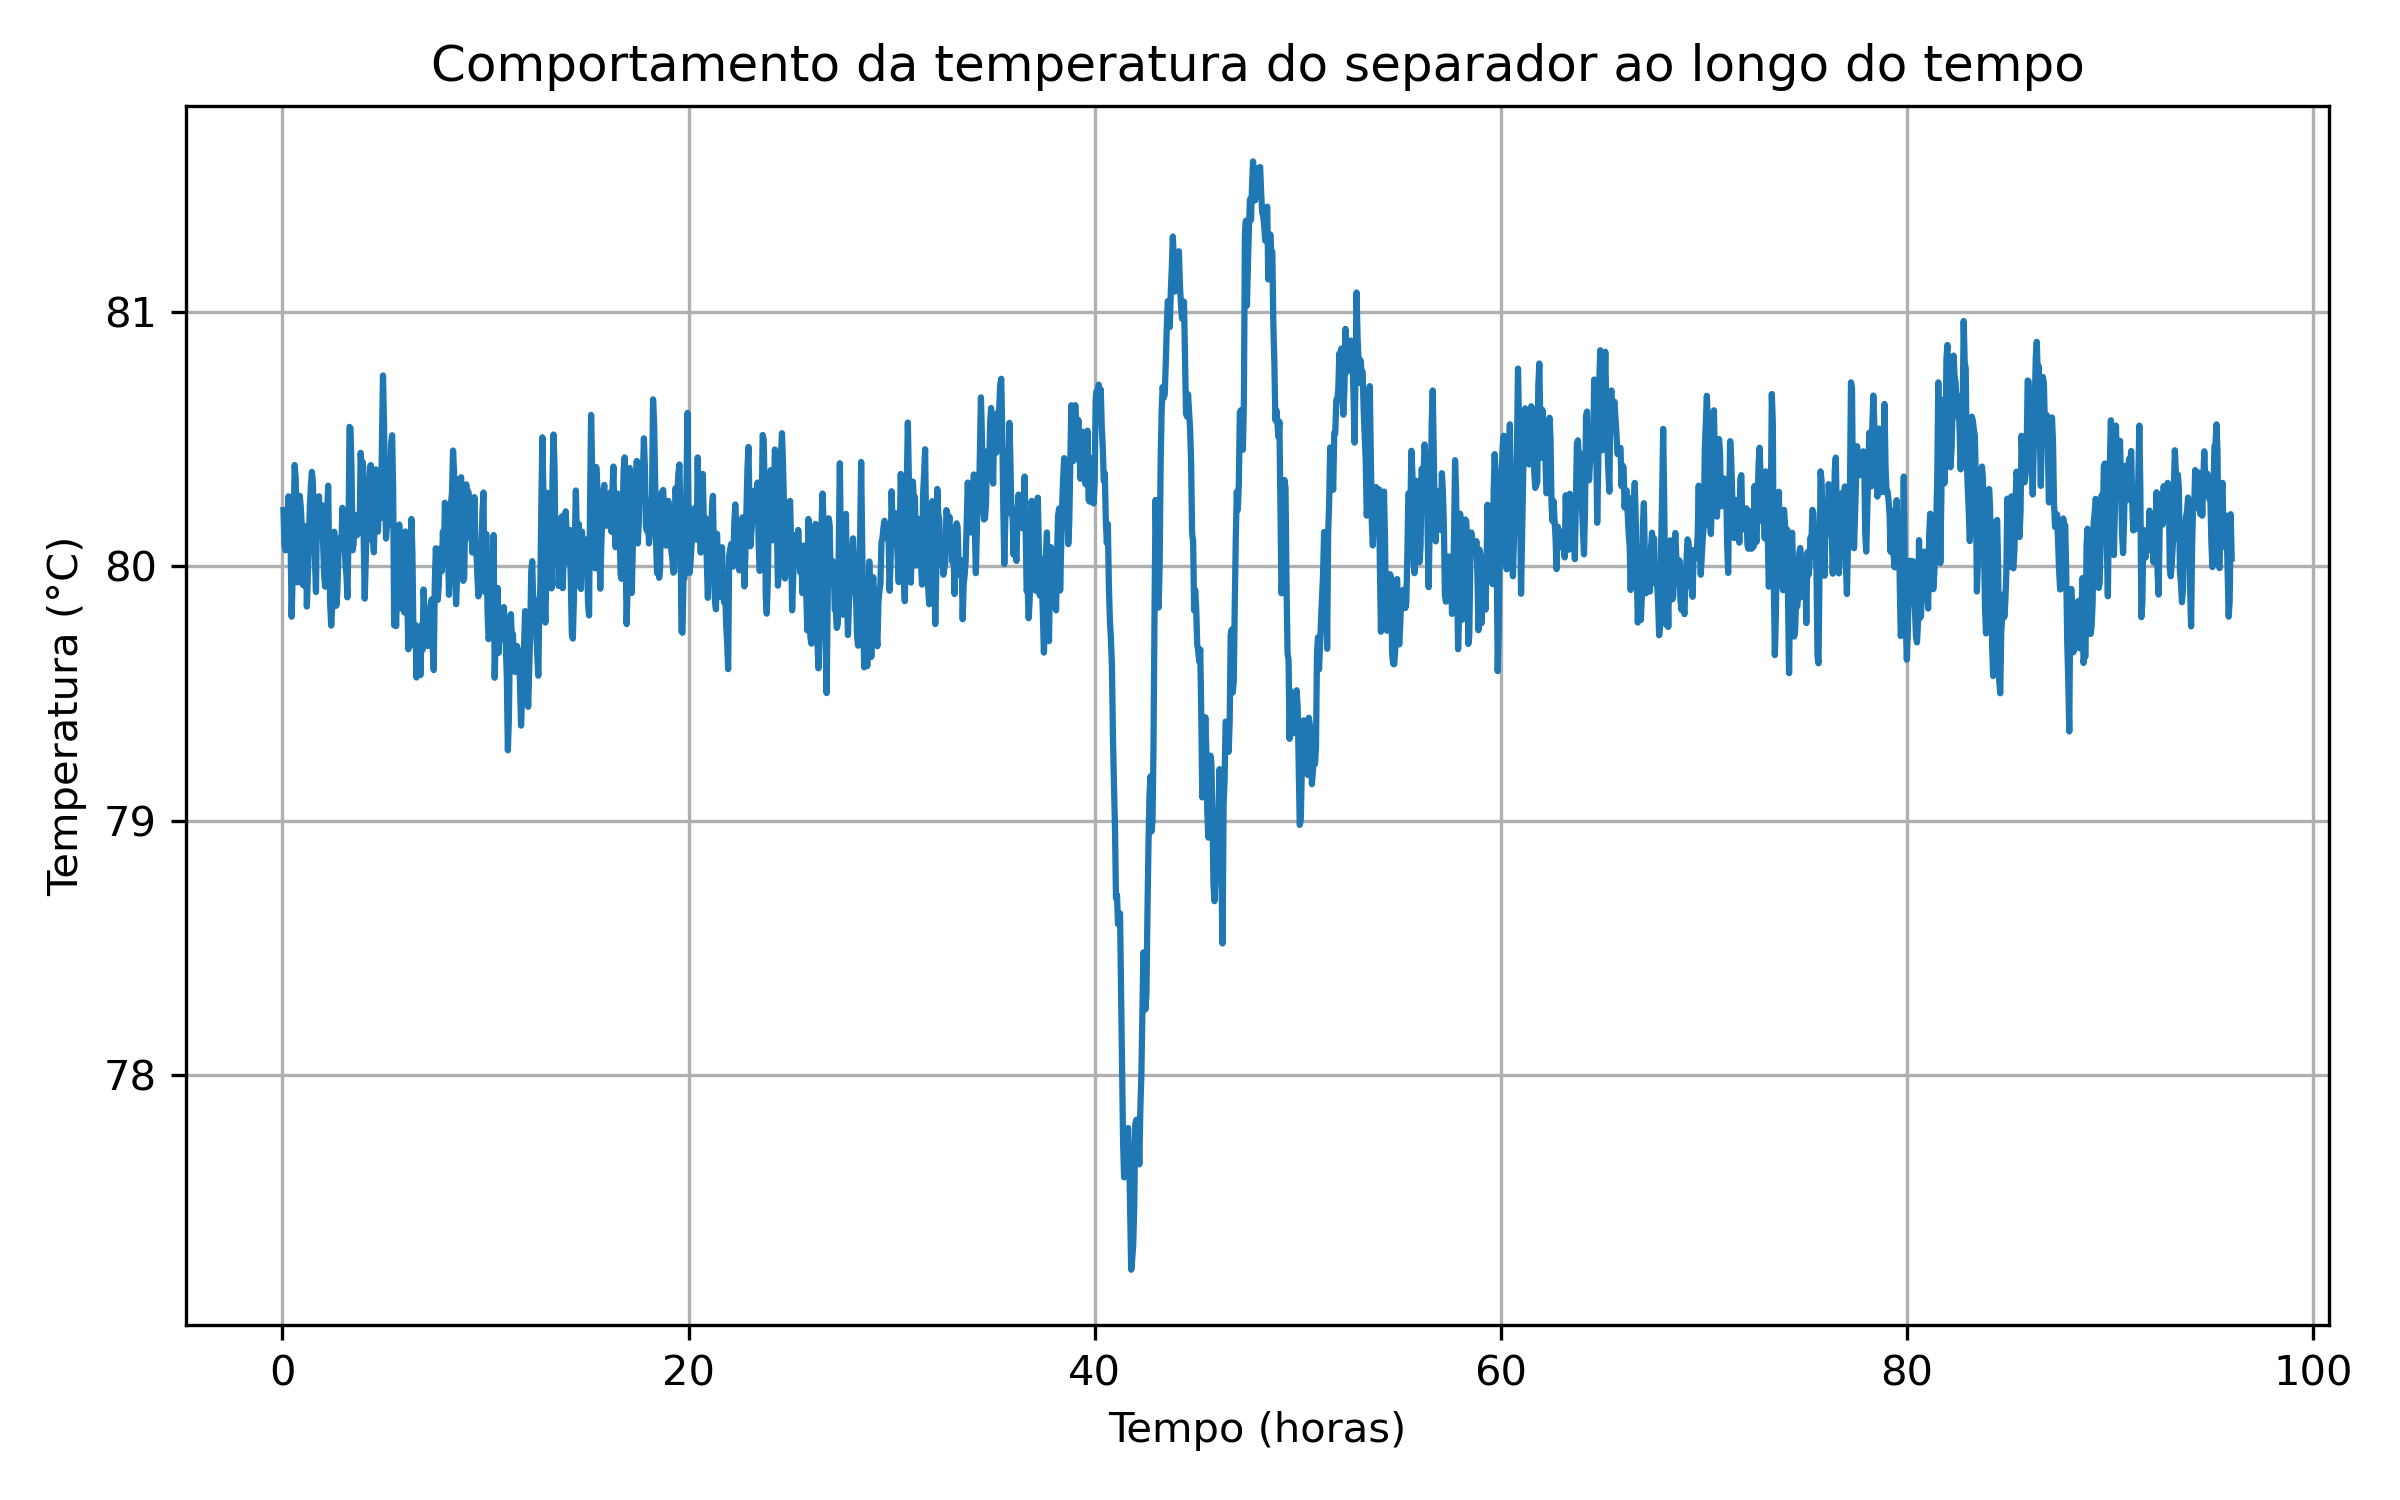 Comportamento da temperatura do separador ao longo do tempo
Temperatura (°C)
81
80
79
78
0 20 40 60 80 100
Tempo (horas)